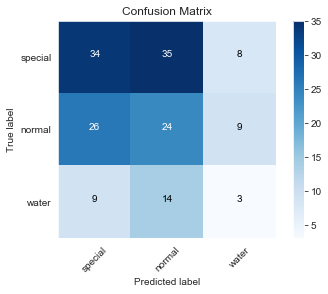 Confusion Matrix
True label
special
normal
water
34 35 8
26 24 9
9 14 3
special normal water
Predicted label
35
30
25
20
15
10
5